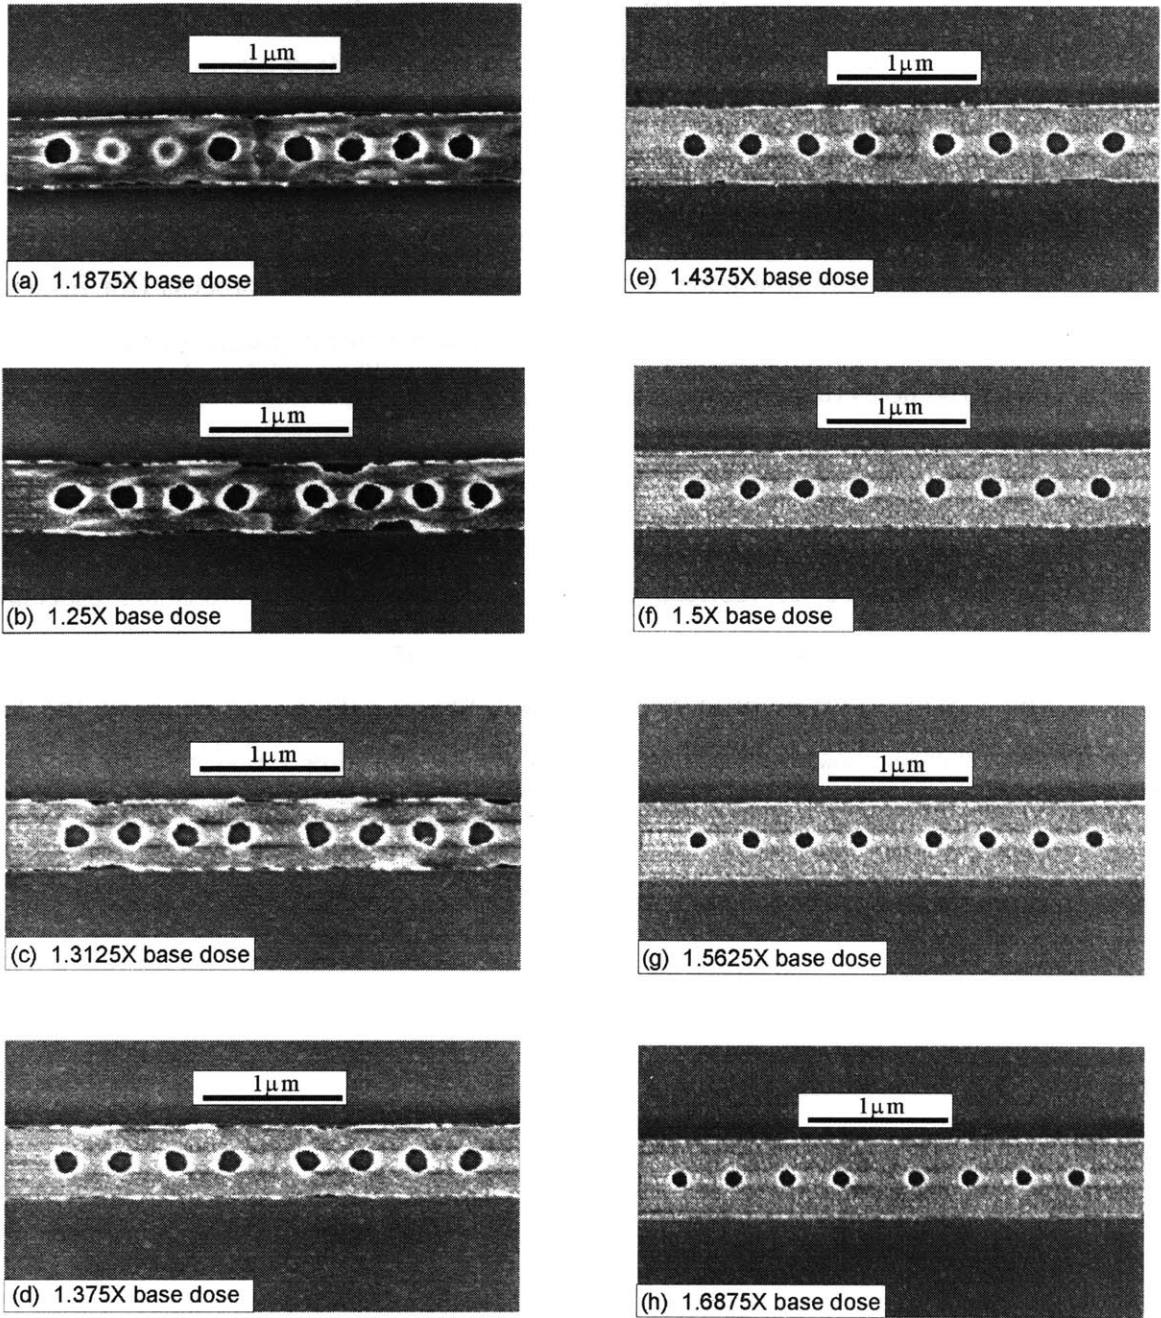 1 μm
(a) 1.1875X base dose
1μm
(b) 1.25X base dose
1μm
(c) 1.3125X base dose
1μm
(d) 1.375X base dose
1μm
(e) 1.4375X base dose
1μm
(f) 1.5X base dose
1μm
(g) 1.5625X base dose
1μm
(h) 1.6875X base dose